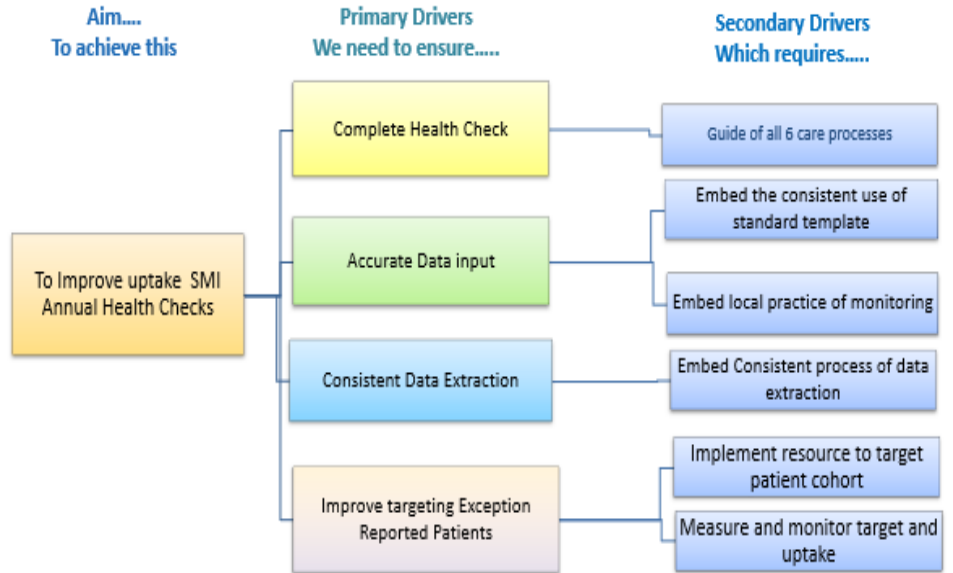 Aim....
To achieve this
Primary Drivers
We need to ensure.....
Secondary Drivers
Which requires.....
To Improve uptake SMI
Annual Health Checks
Complete Health Check
Accurate Data input
Consistent Data Extraction
Improve targeting Exception
Reported Patients
Guide of all 6 care processes
Embed the consistent use of
standard template
Embed local practice of monitoring
Embed Consistent process of data
extraction
Implement resource to target
patient cohort
Measure and monitor target and
uptake